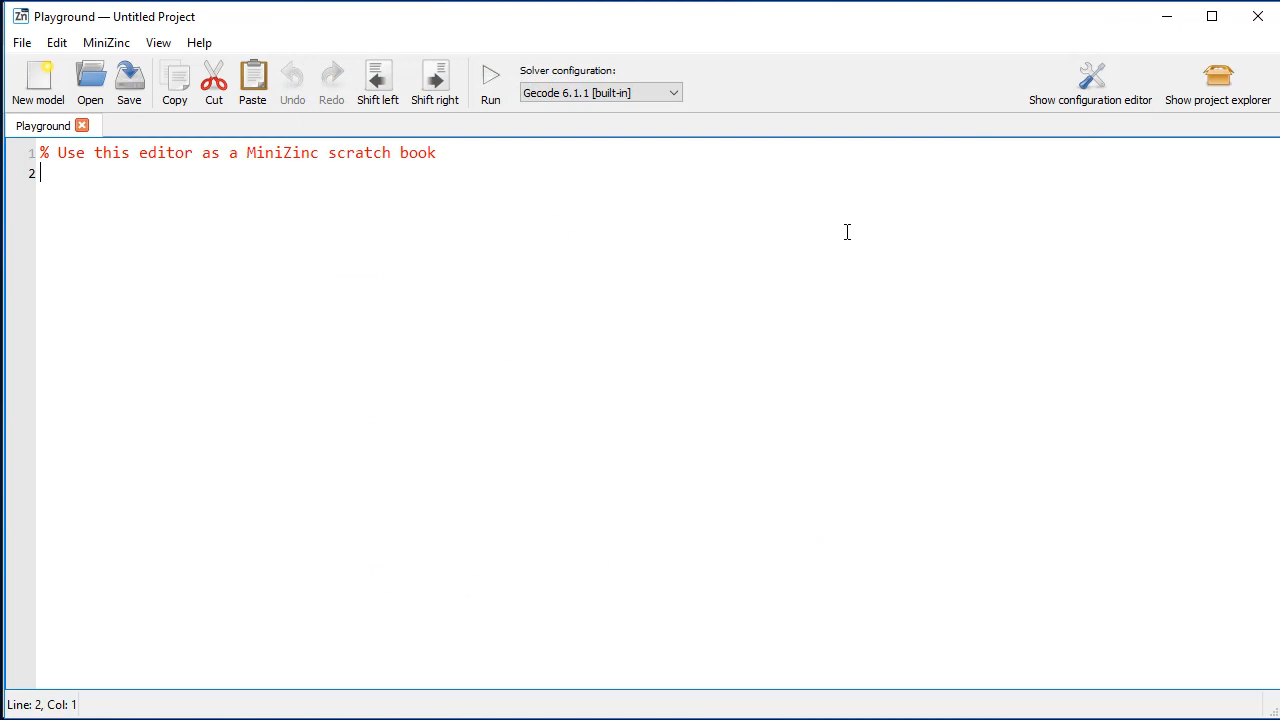 Zn Playground — Untitled Project
File Edit MiniZinc View Help
New model Open Save Copy Cut Paste Undo Redo Shift left Shift right Run
Solver configuration:
Gecode 6.1.1 [built-in]
Show configuration editor Show project explorer
Playground
1 % Use this editor as a MiniZinc scratch book
2
Line: 2, Col: 1